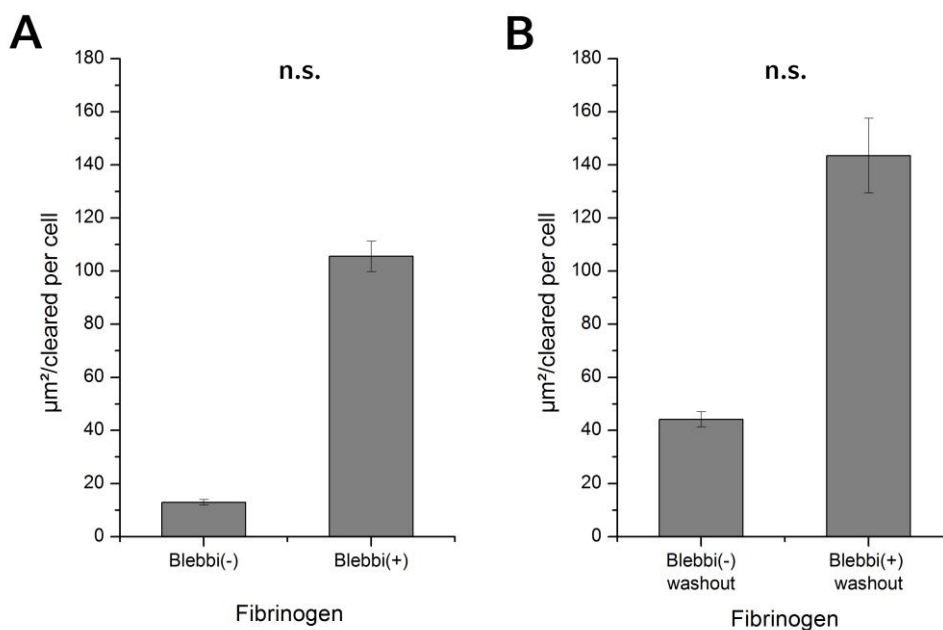 A
n.s.
µm²/cleared per cell
180
160
140
120
100
80
60
40
20
0
Blebbi(-)
Blebbi(+)
Fibrinogen
B
n.s.
µm²/cleared per cell
180
160
140
120
100
80
60
40
20
0
Blebbi(-)
washout
Blebbi(+)
washout
Fibrinogen